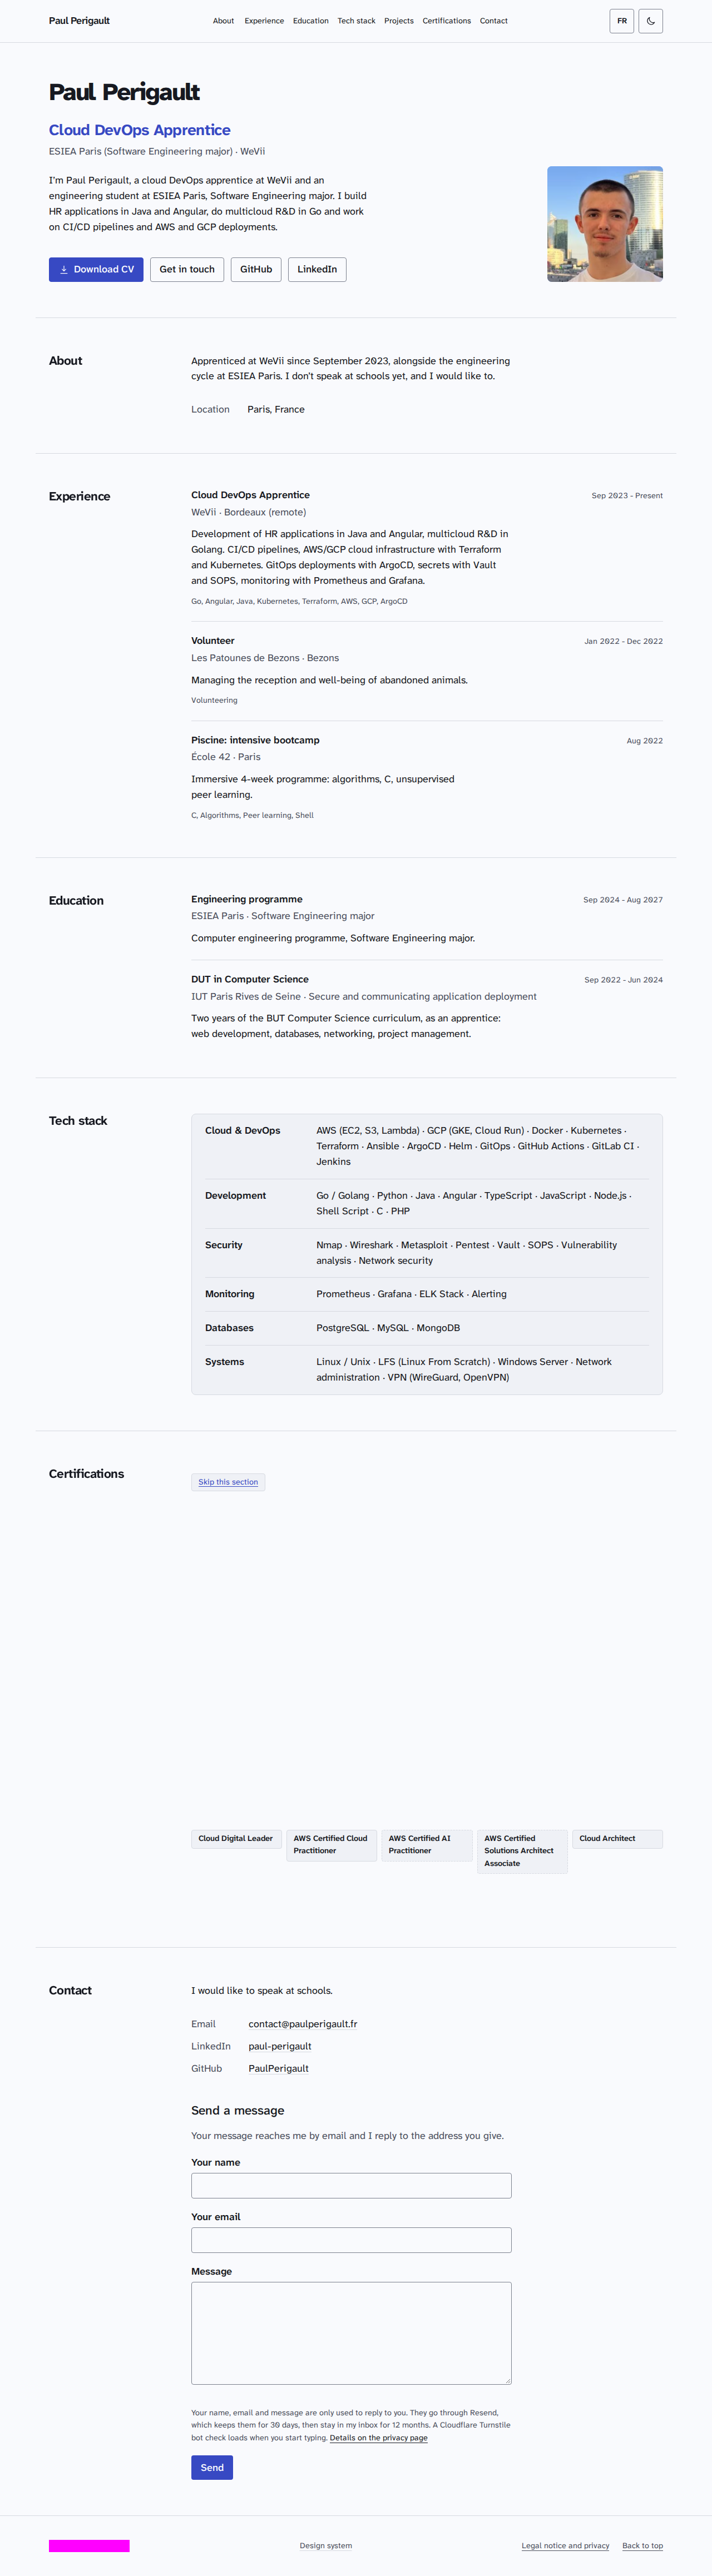 Paul Perigault
About Experience Education Tech stack Projects Certifications Contact
FR
Paul Perigault
Cloud DevOps Apprentice
ESIEA Paris (Software Engineering major) · WeVii
I'm Paul Perigault, a cloud DevOps apprentice at WeVii and an
engineering student at ESIEA Paris, Software Engineering major. I build
HR applications in Java and Angular, do multicloud R&D in Go and work
on CI/CD pipelines and AWS and GCP deployments.
Download CV
Get in touch
GitHub
LinkedIn
About
Apprenticed at WeVii since September 2023, alongside the engineering
cycle at ESIEA Paris. I don't speak at schools yet, and I would like to.
Location Paris, France
Experience
Cloud DevOps Apprentice
Sep 2023 - Present
WeVii · Bordeaux (remote)
Development of HR applications in Java and Angular, multicloud R&D in
Golang. CI/CD pipelines, AWS/GCP cloud infrastructure with Terraform
and Kubernetes. GitOps deployments with ArgoCD, secrets with Vault
and SOPS, monitoring with Prometheus and Grafana.
Go, Angular, Java, Kubernetes, Terraform, AWS, GCP, ArgoCD
Volunteer
Jan 2022 - Dec 2022
Les Patounes de Bezons · Bezons
Managing the reception and well-being of abandoned animals.
Volunteering
Piscine: intensive bootcamp
Aug 2022
École 42 · Paris
Immersive 4-week programme: algorithms, C, unsupervised
peer learning.
C, Algorithms, Peer learning, Shell
Education
Engineering programme
Sep 2024 - Aug 2027
ESIEA Paris · Software Engineering major
Computer engineering programme, Software Engineering major.
DUT in Computer Science
Sep 2022 - Jun 2024
IUT Paris Rives de Seine · Secure and communicating application deployment
Two years of the BUT Computer Science curriculum, as an apprentice:
web development, databases, networking, project management.
Tech stack
Cloud & DevOps
AWS (EC2, S3, Lambda) · GCP (GKE, Cloud Run) · Docker · Kubernetes ·
Terraform · Ansible · ArgoCD · Helm · GitOps · GitHub Actions · GitLab CI ·
Jenkins
Development
Go / Golang · Python · Java · Angular · TypeScript · JavaScript · Node.js ·
Shell Script · C · PHP
Security
Nmap · Wireshark · Metasploit · Pentest · Vault · SOPS · Vulnerability
analysis · Network security
Monitoring
Prometheus · Grafana · ELK Stack · Alerting
Databases
PostgreSQL · MySQL · MongoDB
Systems
Linux / Unix · LFS (Linux From Scratch) · Windows Server · Network
administration · VPN (WireGuard, OpenVPN)
Certifications
Skip this section
Cloud Digital Leader
AWS Certified Cloud
Practitioner
AWS Certified AI
Practitioner
AWS Certified
Solutions Architect
Associate
Cloud Architect
Contact
I would like to speak at schools.
Email contact@paulperigault.fr
LinkedIn paul-perigault
GitHub PaulPerigault
Send a message
Your message reaches me by email and I reply to the address you give.
Your name
Your email
Message
Your name, email and message are only used to reply to you. They go through Resend,
which keeps them for 30 days, then stay in my inbox for 12 months. A Cloudflare Turnstile
bot check loads when you start typing. Details on the privacy page
Send
Design system
Legal notice and privacy
Back to top